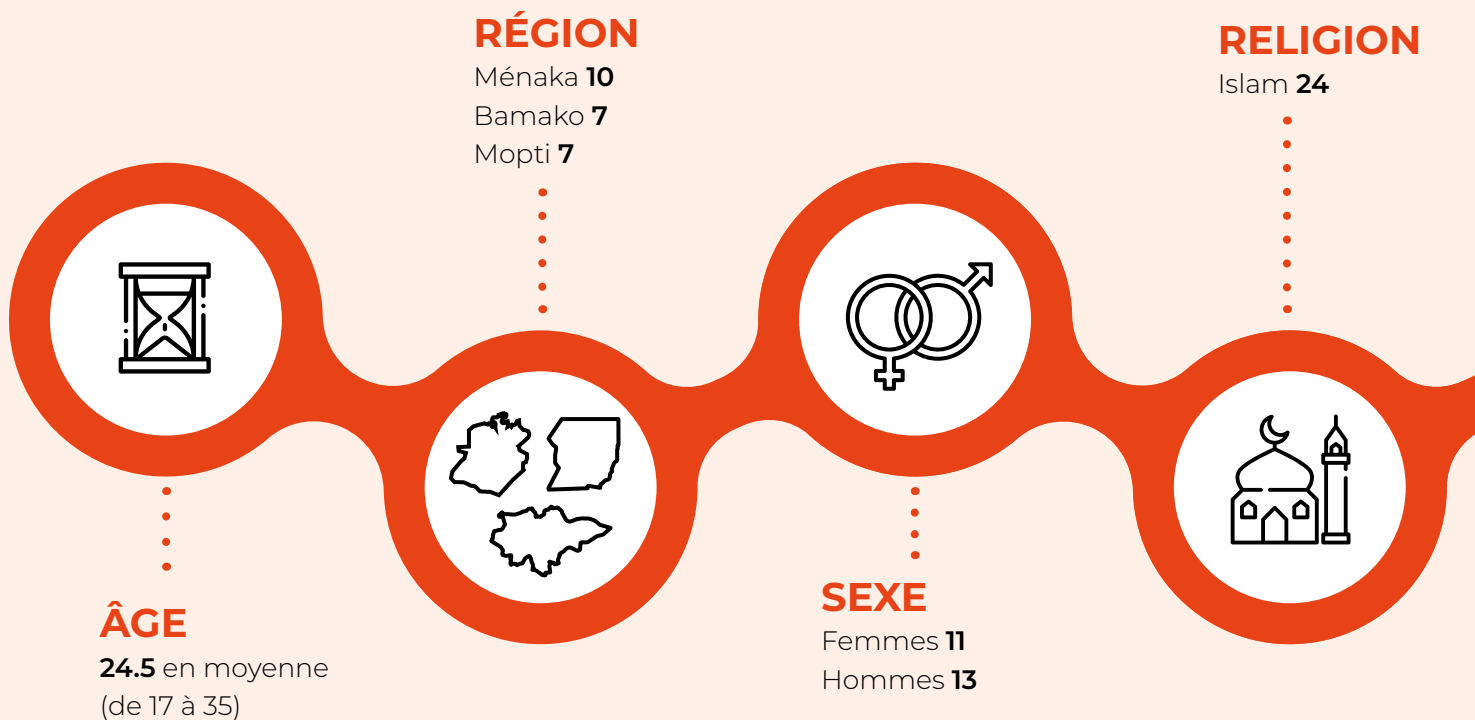 RÉGION
Ménaka 10
Bamako 7
Mopti 7
RELIGION
Islam 24
ÂGE
24.5 en moyenne
(de 17 à 35)
SEXE
Femmes 11
Hommes 13